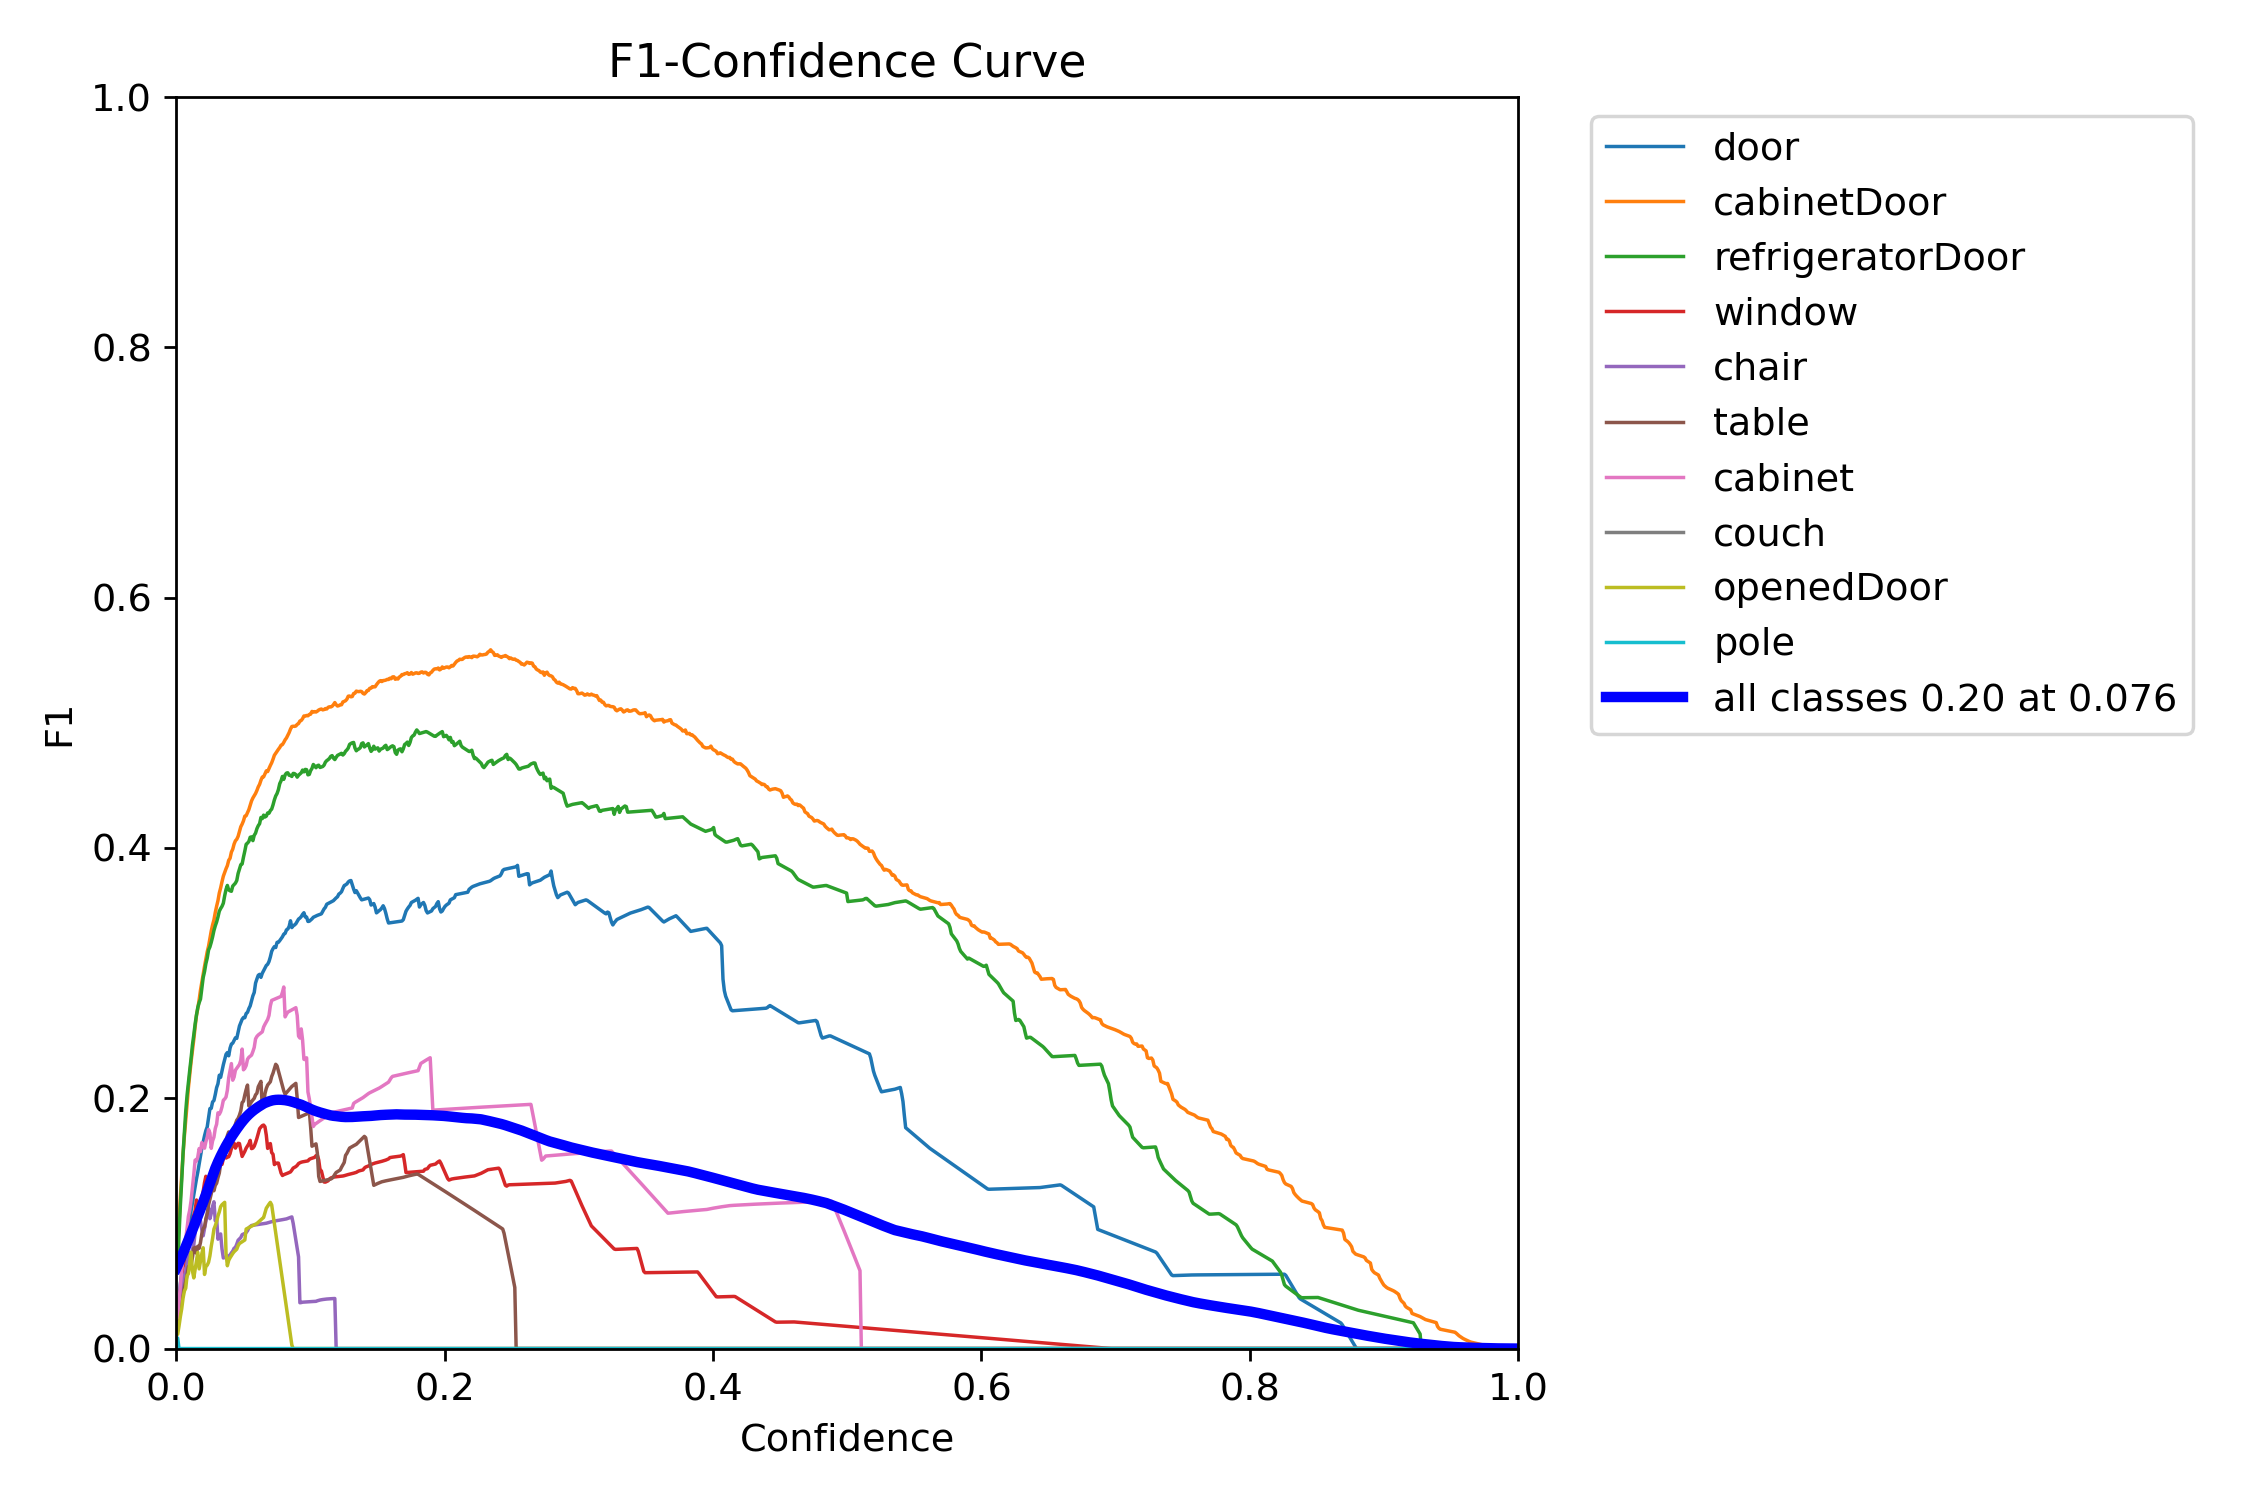 F1-Confidence Curve
1.0
0.8
0.6
0.4
0.2
0.0
F1
0.0 0.2 0.4 0.6 0.8 1.0
Confidence
door
cabinetDoor
refrigeratorDoor
window
chair
table
cabinet
couch
openedDoor
pole
all classes 0.20 at 0.076